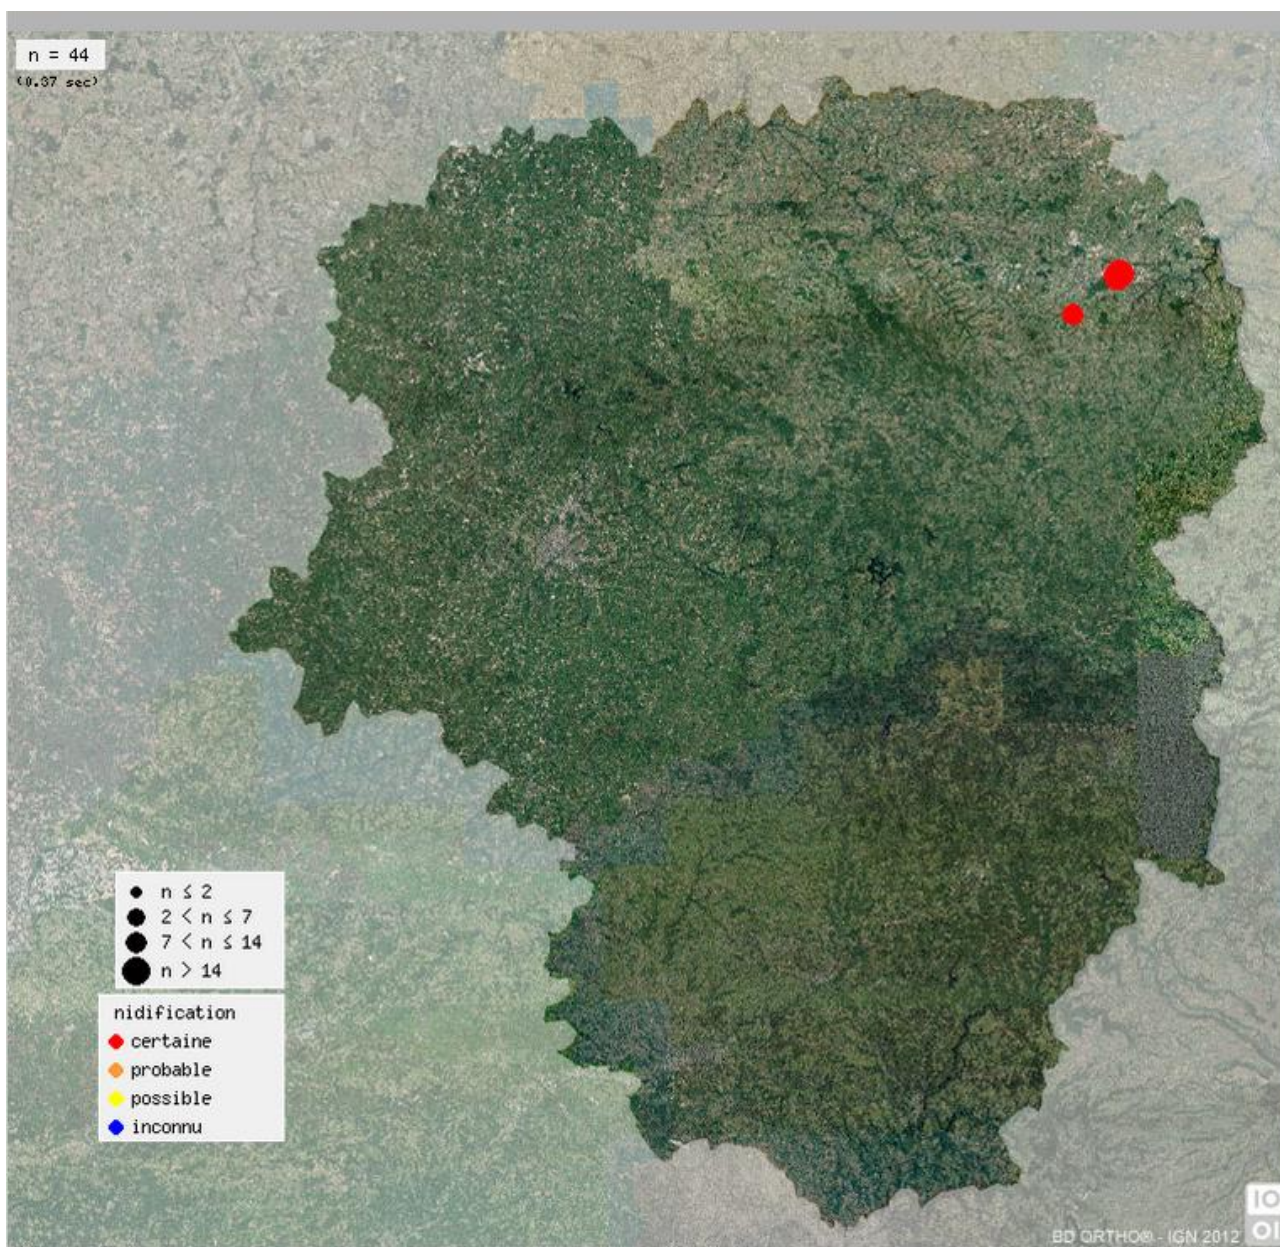 n = 44
(0.37 sec)
n ≤ 2
2 < n ≤ 7
7 < n ≤ 14
n > 14
nidification
certaine
probable
possible
inconnu
BD ORTHO® - IGN 2012